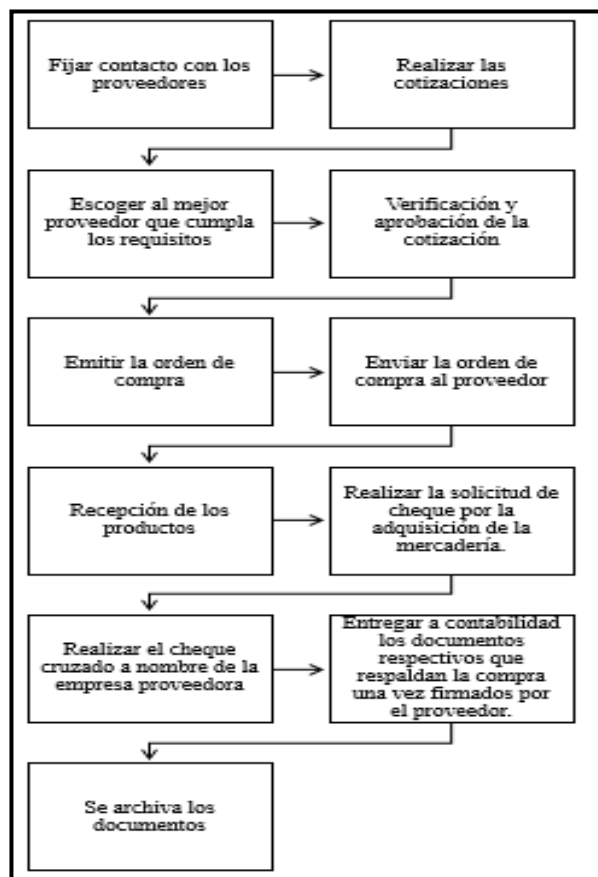 Fijar contacto con los
proveedores
Realizar las
cotizaciones
Escoger al mejor
proveedor que cumpla
los requisitos
Verificación y
aprobación de la
cotización
Emitir la orden de
compra
Enviar la orden de
compra al proveedor
Recepción de los
productos
Realizar la solicitud de
cheque por la
adquisición de la
mercadería.
Realizar el cheque
cruzado a nombre de la
empresa proveedora
Entregar a contabilidad
los documentos
respectivos que
respaldan la compra
una vez firmados por
el proveedor.
Se archiva los
documentos